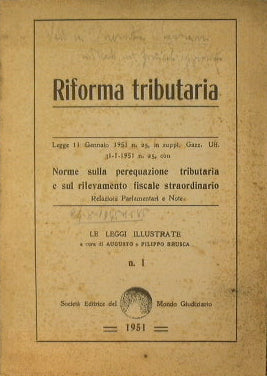 Riforma tributaria
Legge 11 Gennaio 1951 n. 25, in suppl. Gazz. Uff.
31-1-1951 n. 25, con
Norme sulla perequazione tributaria
e sul rilevamento fiscale straordinario
Relazioni Parlamentari e Note
LE LEGGI ILLUSTRATE
a cura di AUGUSTO e FILIPPO BRUSCA
n. 1
Società Editrice del Mondo Giudiziario
1951